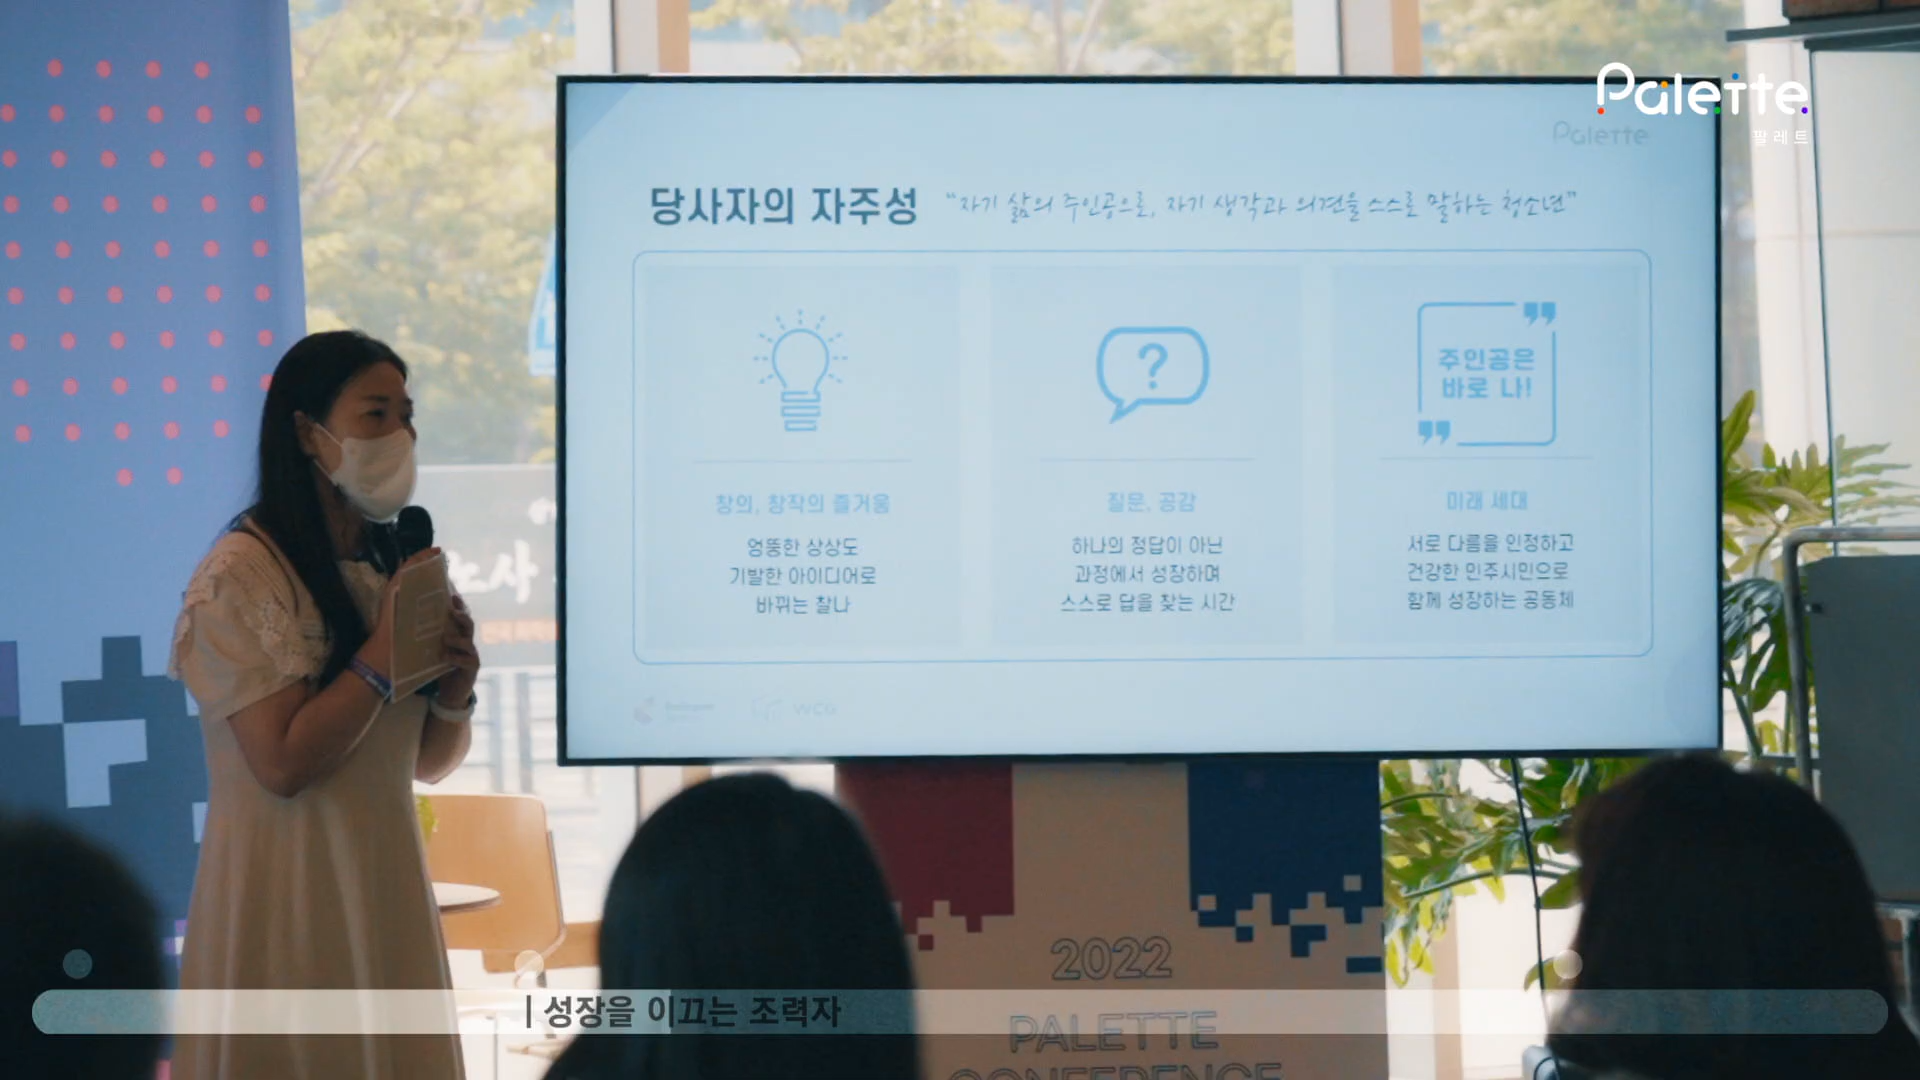 Palette
팔레트
Palette
당사자의 자주성
“자기 삶의 주인공으로, 자기 생각과 의견을 스스로 말하는 청소년”
?
주인공은
바로 나!
창의, 창작의 즐거움
엉뚱한 상상도
기발한 아이디어로
바뀌는 찰나
질문, 공감
하나의 정답이 아닌
과정에서 성장하며
스스로 답을 찾는 시간
미래 세대
서로 다름을 인정하고
건강한 민주시민으로
함께 성장하는 공동체
WCG
노사
2022
PALETTE
CONFERENCE
| 성장을 이끄는 조력자